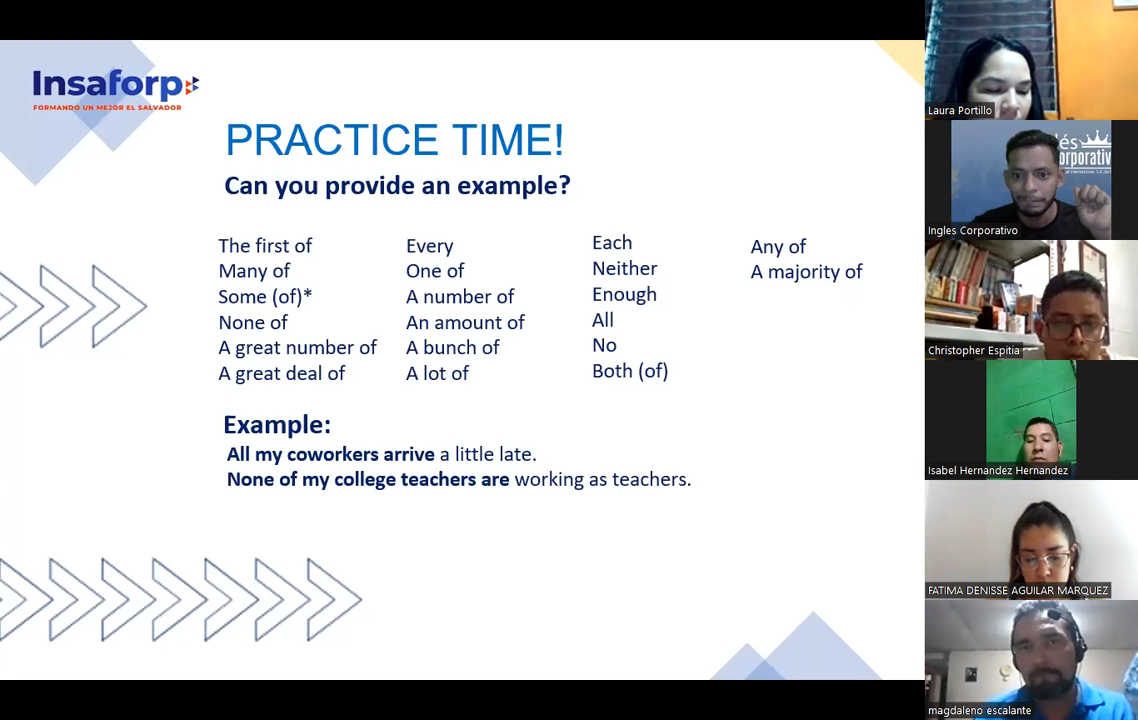 Insaforp
FORMANDO UN MEJOR EL SALVADOR
PRACTICE TIME!
Can you provide an example?
The first of
Many of
Some (of)*
None of
A great number of
A great deal of
Every
One of
A number of
An amount of
A bunch of
A lot of
Each
Neither
Enough
All
No
Both (of)
Any of
A majority of
Example:
All my coworkers arrive a little late.
None of my college teachers are working as teachers.
Laura Portillo
és
orporativ
Ingles Corporativo
Christopher Espitia
Isabel Hernandez Hernandez
FATIMA DENISSE AGUILAR MARQUEZ
magdaleno escalante